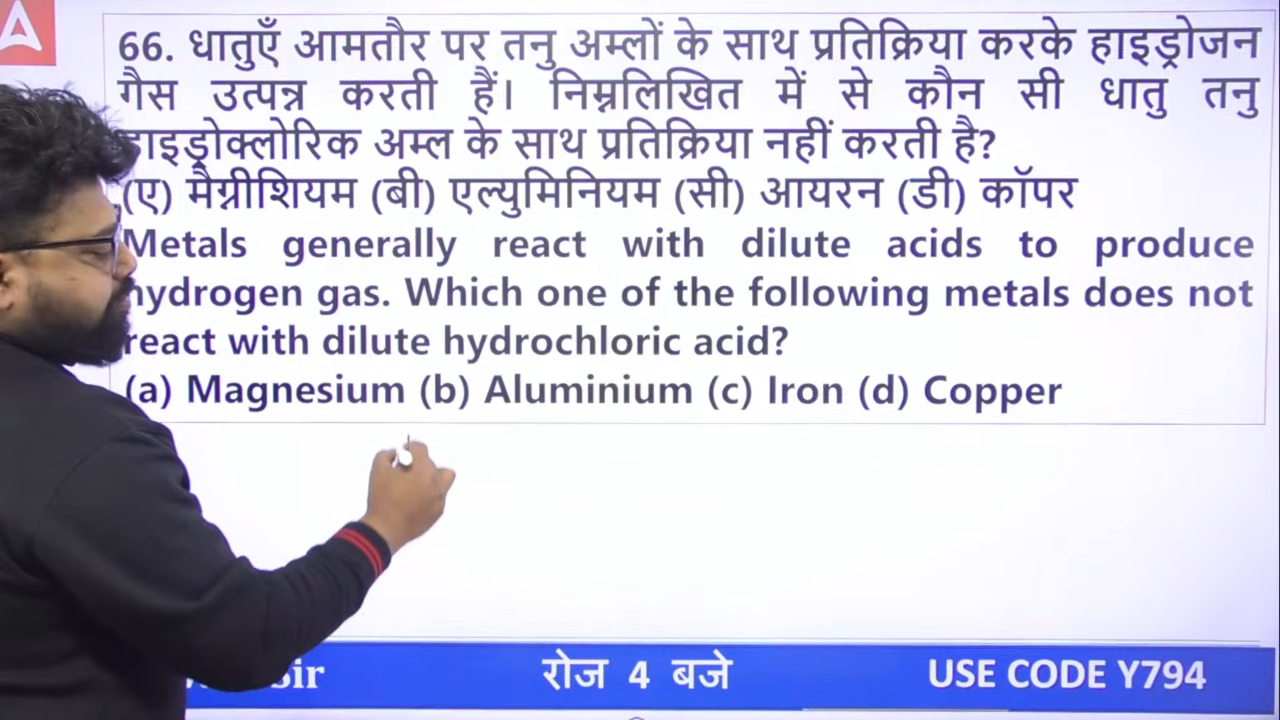 66. धातुएँ आमतौर पर तनु अम्लों के साथ प्रतिक्रिया करके हाइड्रोजन
गैस उत्पन्न करती हैं। निम्नलिखित में से कौन सी धातु तनु
हाइड्रोक्लोरिक अम्ल के साथ प्रतिक्रिया नहीं करती है?
(ए) मैग्नीशियम (बी) एल्युमिनियम (सी) आयरन (डी) कॉपर
Metals generally react with dilute acids to produce
hydrogen gas. Which one of the following metals does not
react with dilute hydrochloric acid?
(a) Magnesium (b) Aluminium (c) Iron (d) Copper
Sir रोज 4 बजे USE CODE Y794